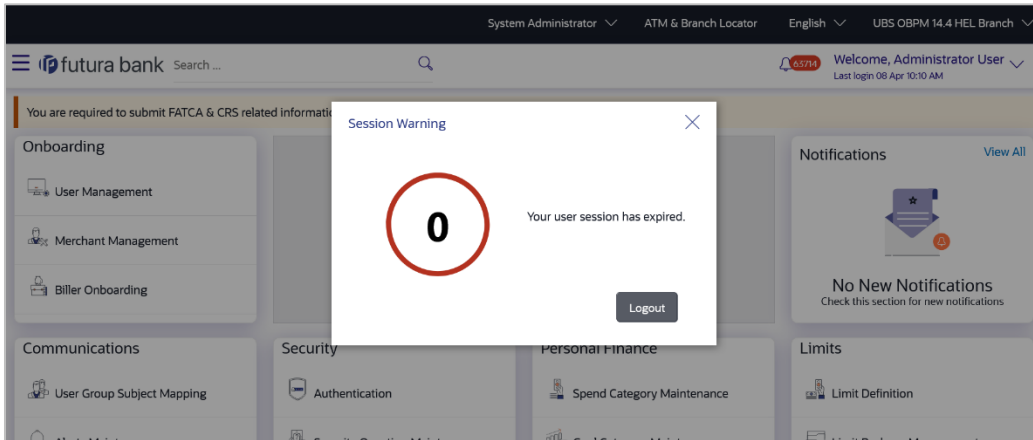 System Administrator ATM & Branch Locator English UBS OBPM 14.4 HEL Branch
futura bank Search ... 63714 Welcome, Administrator User
Last login 08 Apr 10:10 AM
You are required to submit FATCA & CRS related
Session Warning
0
Your user session has expired.
Logout
Onboarding
User Management
Merchant Management
Biller Onboarding
Notifications View All
No New Notifications
Check this section for new notifications
Communications
User Group Subject Mapping
Security
Authentication
Personal Finance
Spend Category Maintenance
Limits
Limit Definition